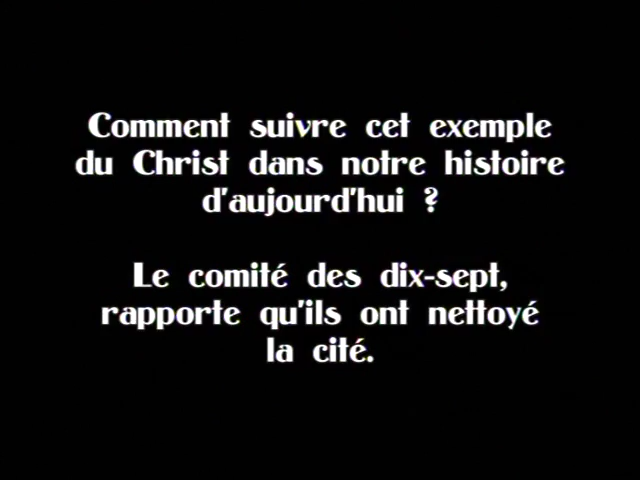 Comment suivre cet exemple
du Christ dans notre histoire
d'aujourd'hui ?
Le comité des dix-sept,
rapporte qu'ils ont nettoyé
la cité.